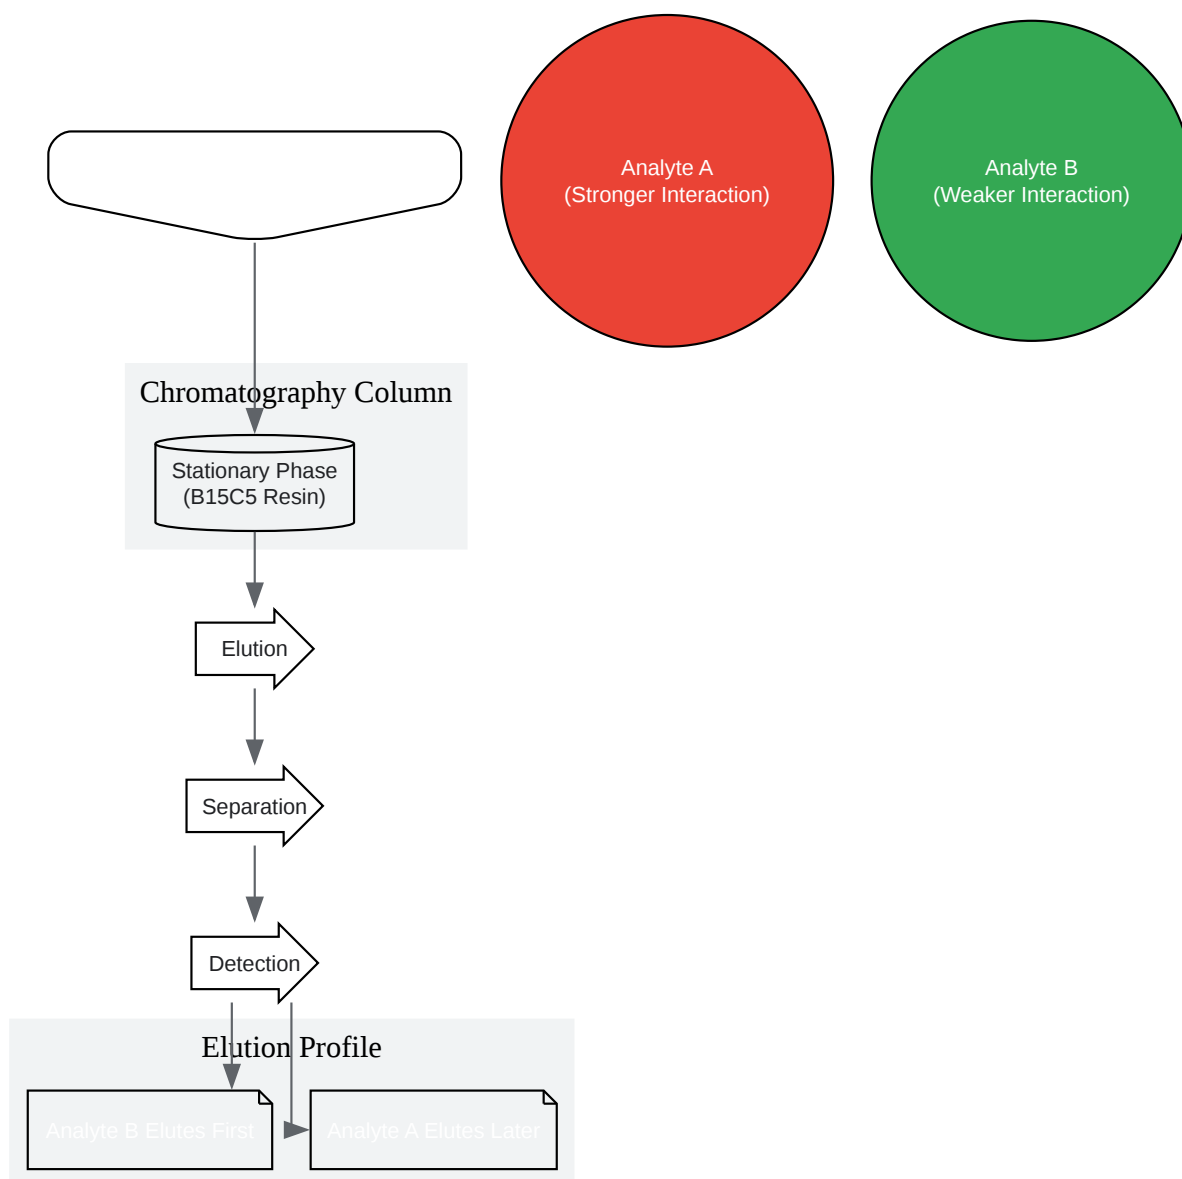 Analyte A
(Stronger Interaction)
Analyte B
(Weaker Interaction)
Chromatography Column
Stationary Phase
(B15C5 Resin)
Elution
Separation
Detection
Elution Profile
Analyte B Elutes First
Analyte A Elutes Later